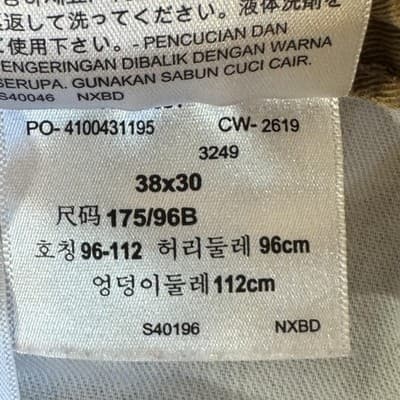 返して洗ってください。液体洗剤を
く使用下さい。- PENCUCIAN DAN
PENGERINGAN DIBALIK DENGAN WARNA
SERUPA. GUNAKAN SABUN CUCI CAIR.
S40046 NXBD
PO- 4100431195 CW- 2619
3249
38x30
尺码 175/96B
호칭 96-112 허리둘레 96cm
엉덩이둘레 112cm
S40196 NXBD